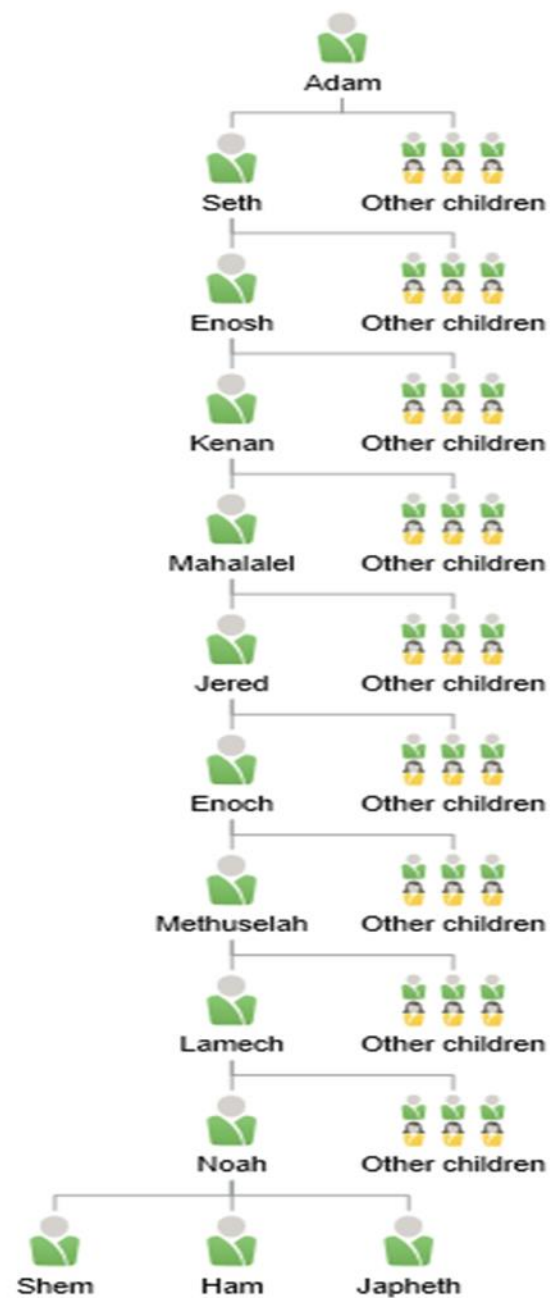 Adam
Seth Other children
Enosh Other children
Kenan Other children
Mahalalel Other children
Jered Other children
Enoch Other children
Methuselah Other children
Lamech Other children
Noah Other children
Shem Ham Japheth